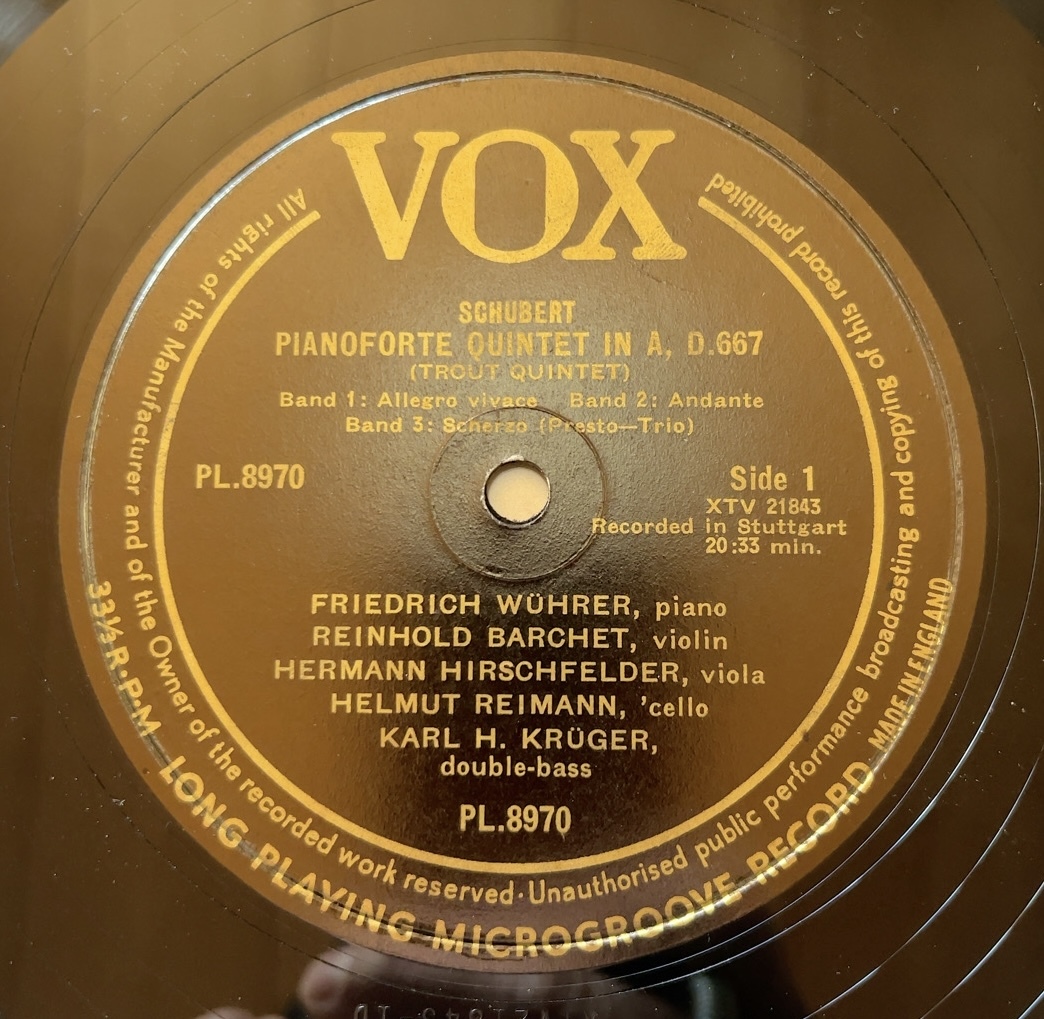 VOX
SCHUBERT
PIANOFORTE QUINTET IN A, D.667
(TROUT QUINTET)
Band 1: Allegro vivace Band 2: Andante
Band 3: Scherzo (Presto—Trio)
PL.8970
Side 1
XTV 21843
Recorded in Stuttgart
20:33 min.
FRIEDRICH WÜHRER, piano
REINHOLD BARCHET, violin
HERMANN HIRSCHFELDER, viola
HELMUT REIMANN, 'cello
KARL H. KRÜGER,
double-bass
PL.8970
All rights of the Manufacturer and of the Owner of the recorded work reserved·Unauthorised public performance broadcasting and copying of this record prohibited
33⅓ R·P·M LONG PLAYING MICROGROOVE RECORD MADE IN ENGLAND